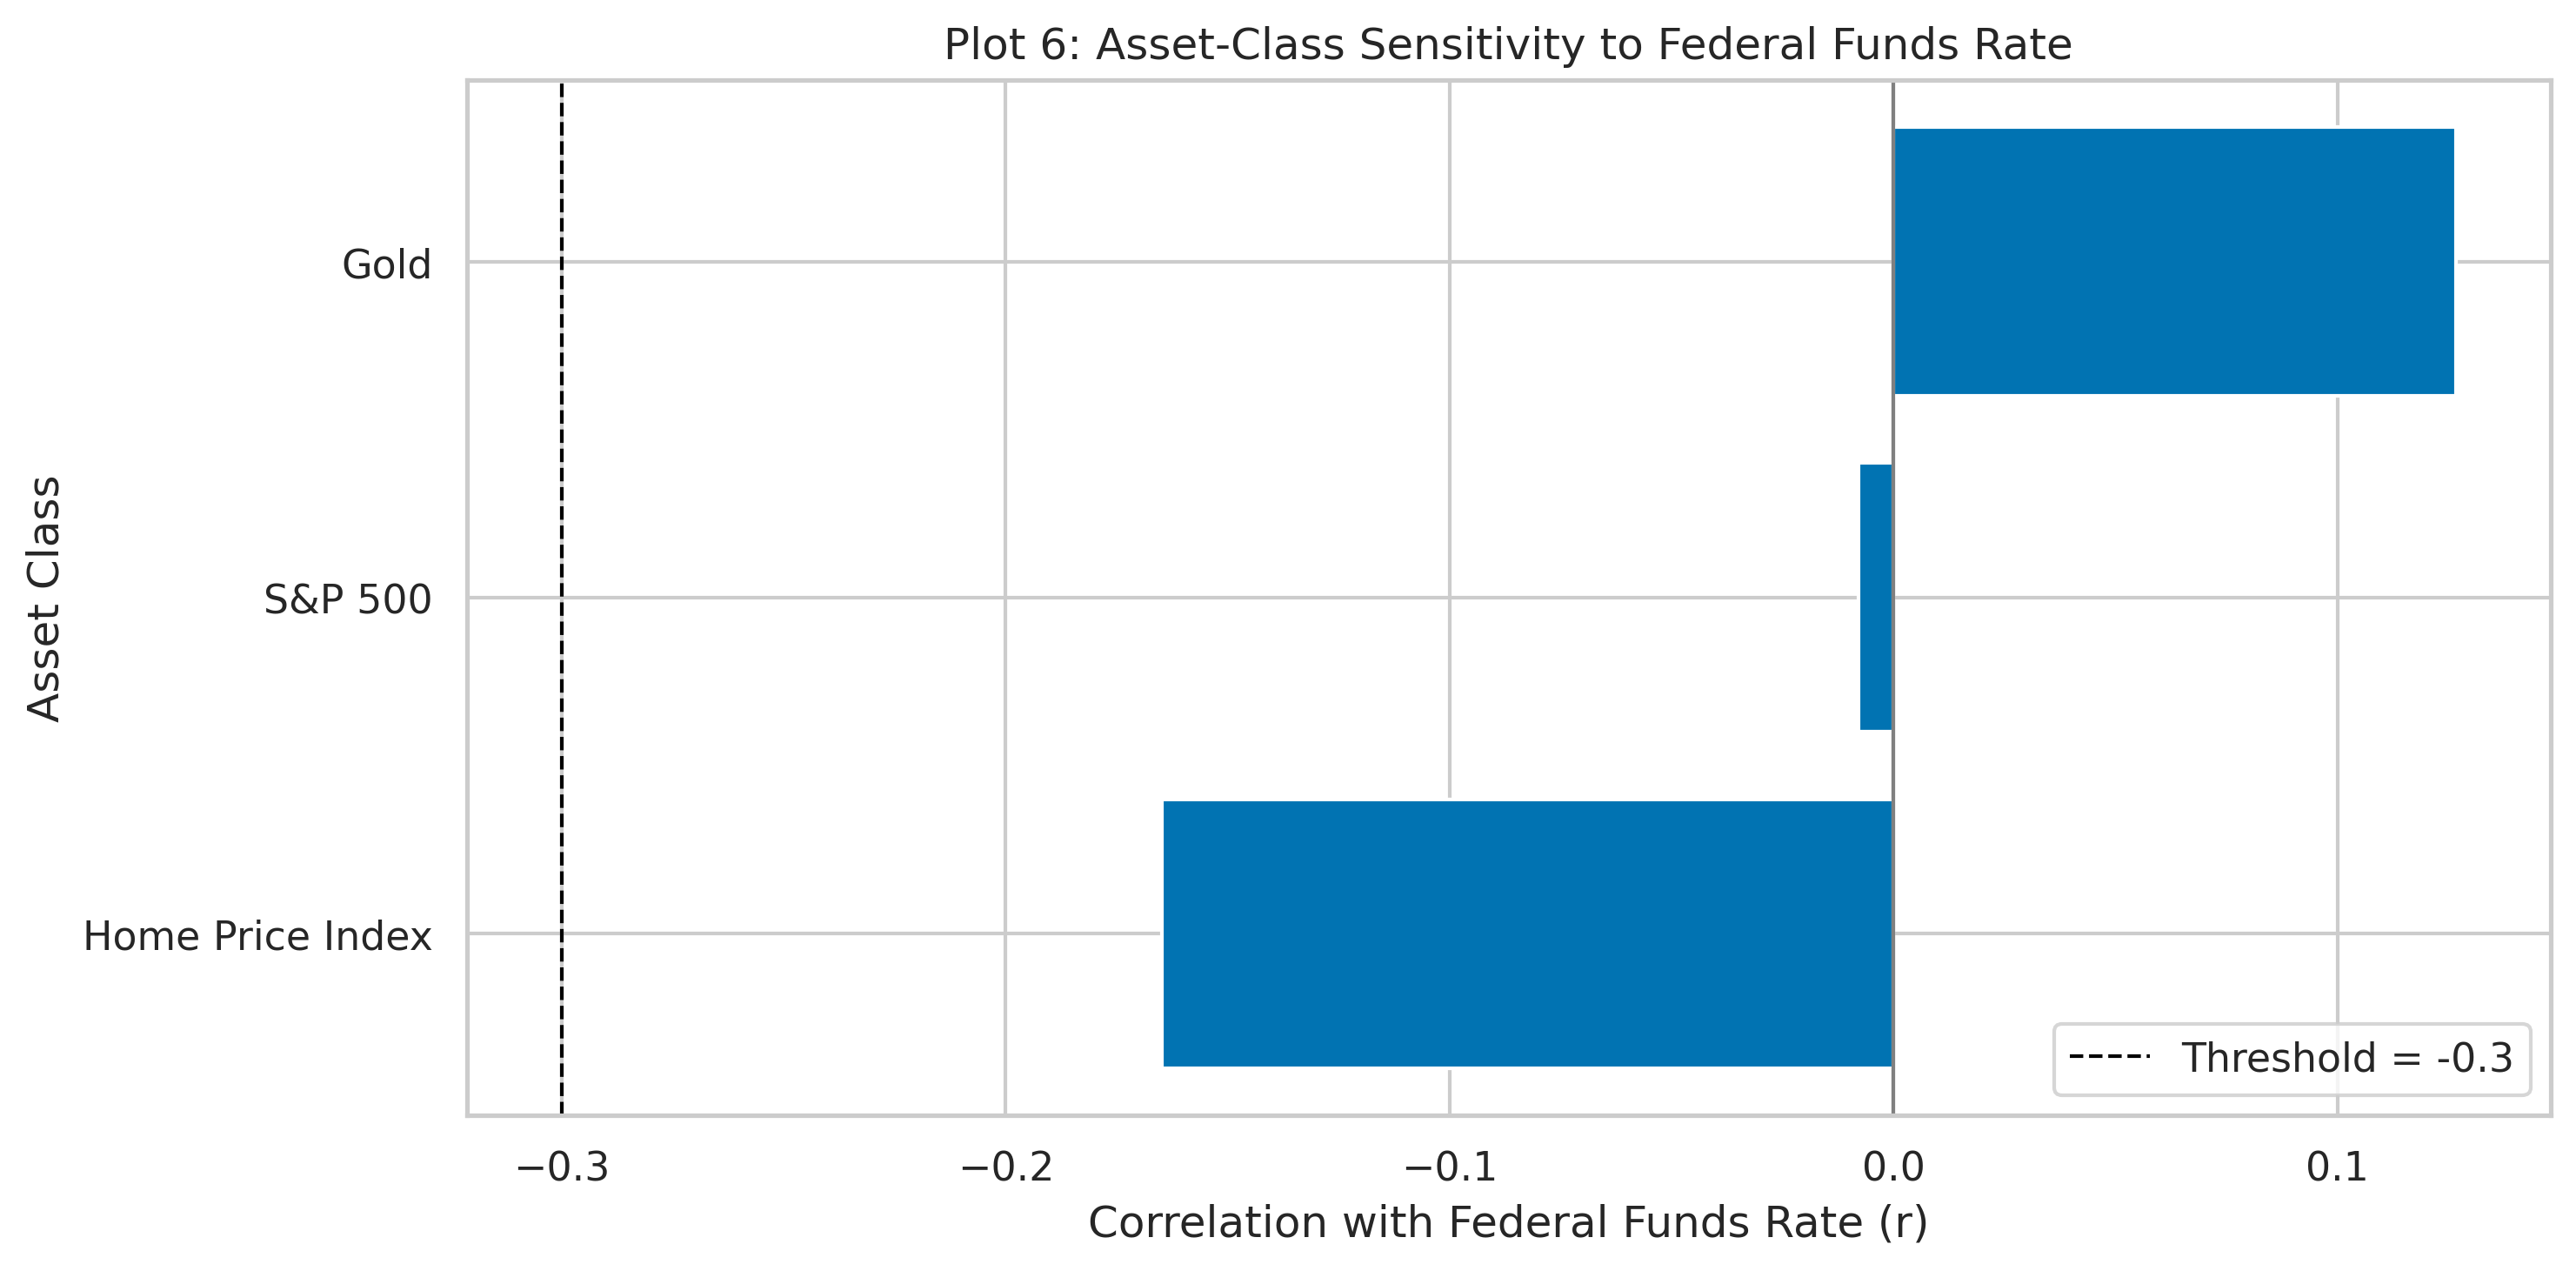 Plot 6: Asset-Class Sensitivity to Federal Funds Rate
Asset Class
Gold
S&P 500
Home Price Index
Threshold = -0.3
−0.3
−0.2
−0.1
0.0
0.1
Correlation with Federal Funds Rate (r)